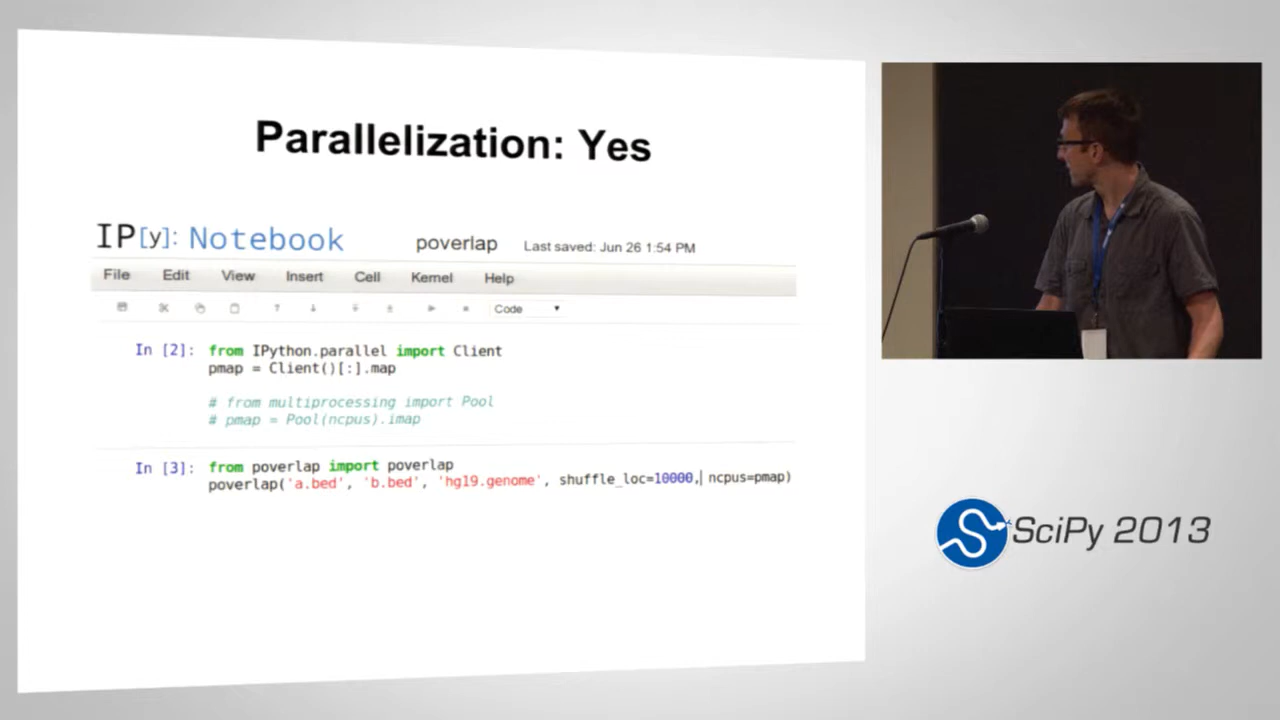 Parallelization: Yes
IP[y]: Notebook poverlap Last saved: Jun 26 1:54 PM
File Edit View Insert Cell Kernel Help
Code
In [2]: from IPython.parallel import Client
pmap = Client()[:].map
# from multiprocessing import Pool
# pmap = Pool(ncpus).imap
In [3]: from poverlap import poverlap
poverlap('a.bed', 'b.bed', 'hg19.genome', shuffle_loc=10000, ncpus=pmap)
SciPy 2013